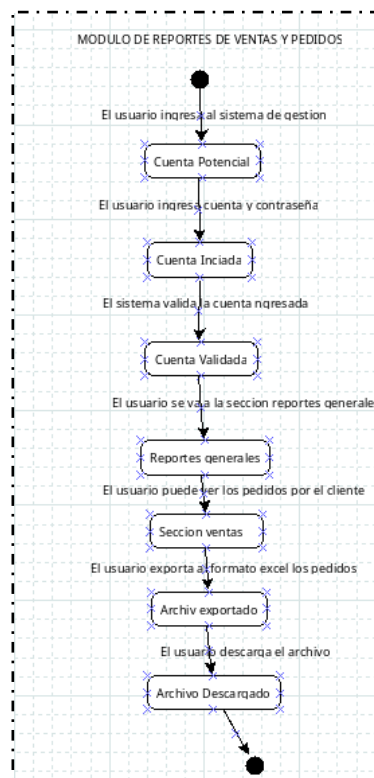 MODULO DE REPORTES DE VENTAS Y PEDIDOS
El usuario ingresa al sistema de gestion
Cuenta Potencial
El usuario ingresa cuenta y contraseña
Cuenta Inciada
El sistema valida la cuenta ngresada
Cuenta Validada
El usuario se va a la seccion reportes generale
Reportes generales
El usuario puede ver los pedidos por el cliente
Seccion ventas
El usuario exporta al formato excel los pedidos
Archiv exportado
El usuario descarga el archivo
Archivo Descargado